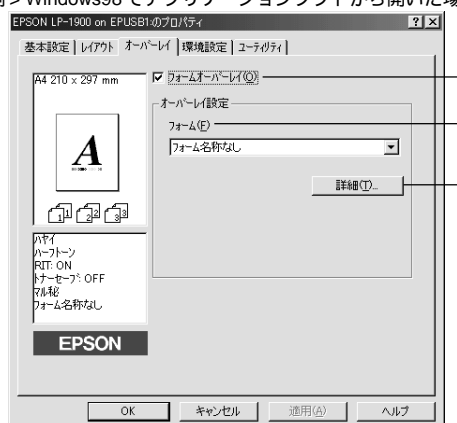 Windows98でアプリケーションソフトから開いた場
EPSON LP-1900 on EPUSB1:のプロパティ
基本設定 レイアウト オーバーレイ 環境設定 ユーティリティ
A4 210 x 297 mm
A
1 1 2 2 3 3
ハヤイ
ハーフトーン
RIT: ON
トナーセーブ: OFF
マル秘
フォーム名称なし
EPSON
フォームオーバーレイ(O)
オーバーレイ設定
フォーム(F)
フォーム名称なし
詳細(T)...
OK キャンセル 適用(A) ヘルプ